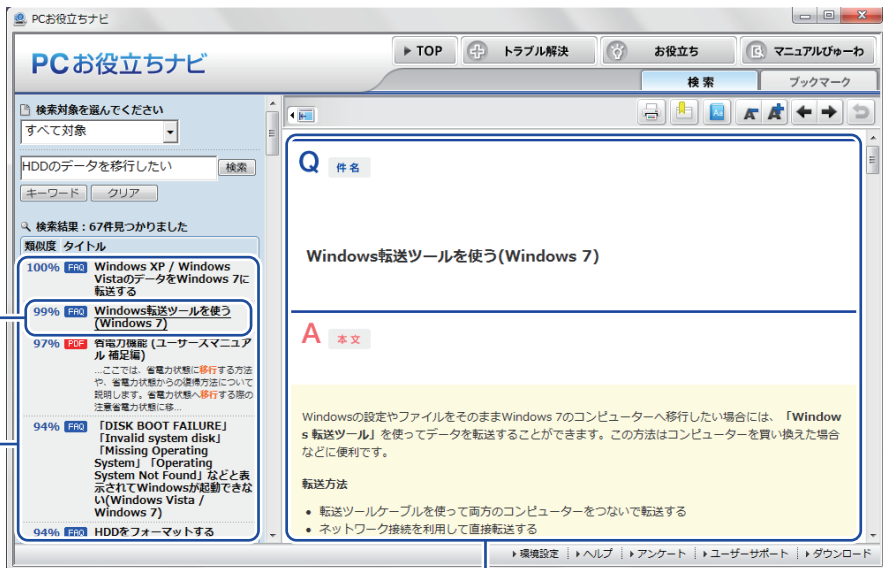 PCお役立ちナビ
PCお役立ちナビ
TOP
トラブル解決
お役立ち
マニュアルびゅーわ
検索
ブックマーク
検索対象を選んでください
すべて対象
HDDのデータを移行したい
検索
キーワード
クリア
検索結果：67件見つかりました
類似度 タイトル
100% FAQ Windows XP / Windows
VistaのデータをWindows 7に
転送する
99% FAQ Windows転送ツールを使う
(Windows 7)
97% PDF 省電力機能 (ユーザーズマニュア
ル 補足編)
...ここでは、省電力状態に移行する方法
や、省電力状態からの復帰方法について
説明します。省電力状態へ移行する際の
注意省電力状態に移...
94% FAQ 「DISK BOOT FAILURE」
「Invalid system disk」
「Missing Operating
System」「Operating
System Not Found」などと表
示されてWindowsが起動できな
い(Windows Vista /
Windows 7)
94% FAQ HDDをフォーマットする
Q 件名
Windows転送ツールを使う(Windows 7)
A 本文
Windowsの設定やファイルをそのままWindows 7のコンピューターへ移行したい場合には、「Window
s 転送ツール」を使ってデータを転送することができます。この方法はコンピューターを買い換えた場合
などに便利です。
転送方法
• 転送ツールケーブルを使って両方のコンピューターをつないで転送する
• ネットワーク接続を利用して直接転送する
環境設定
ヘルプ
アンケート
ユーザーサポート
ダウンロード